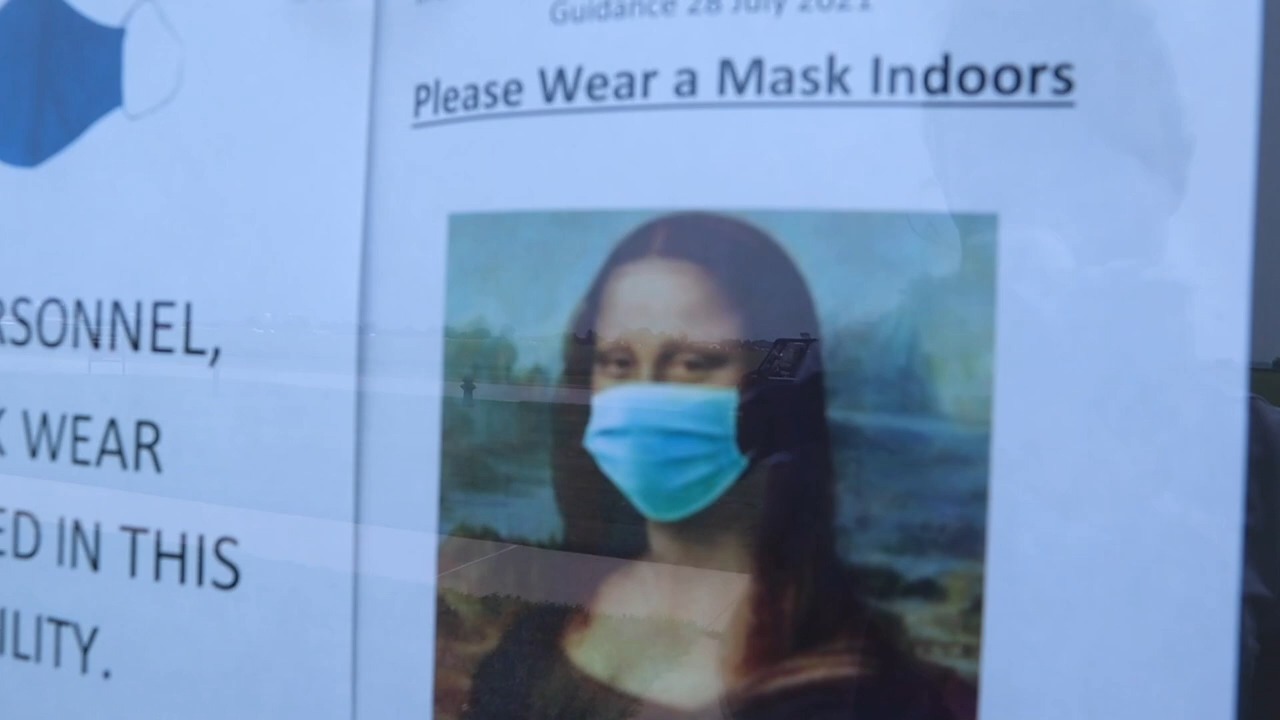 Guidance 28 July 2021
Please Wear a Mask Indoors
RSONNEL,
WEAR
ED IN THIS
ILITY.